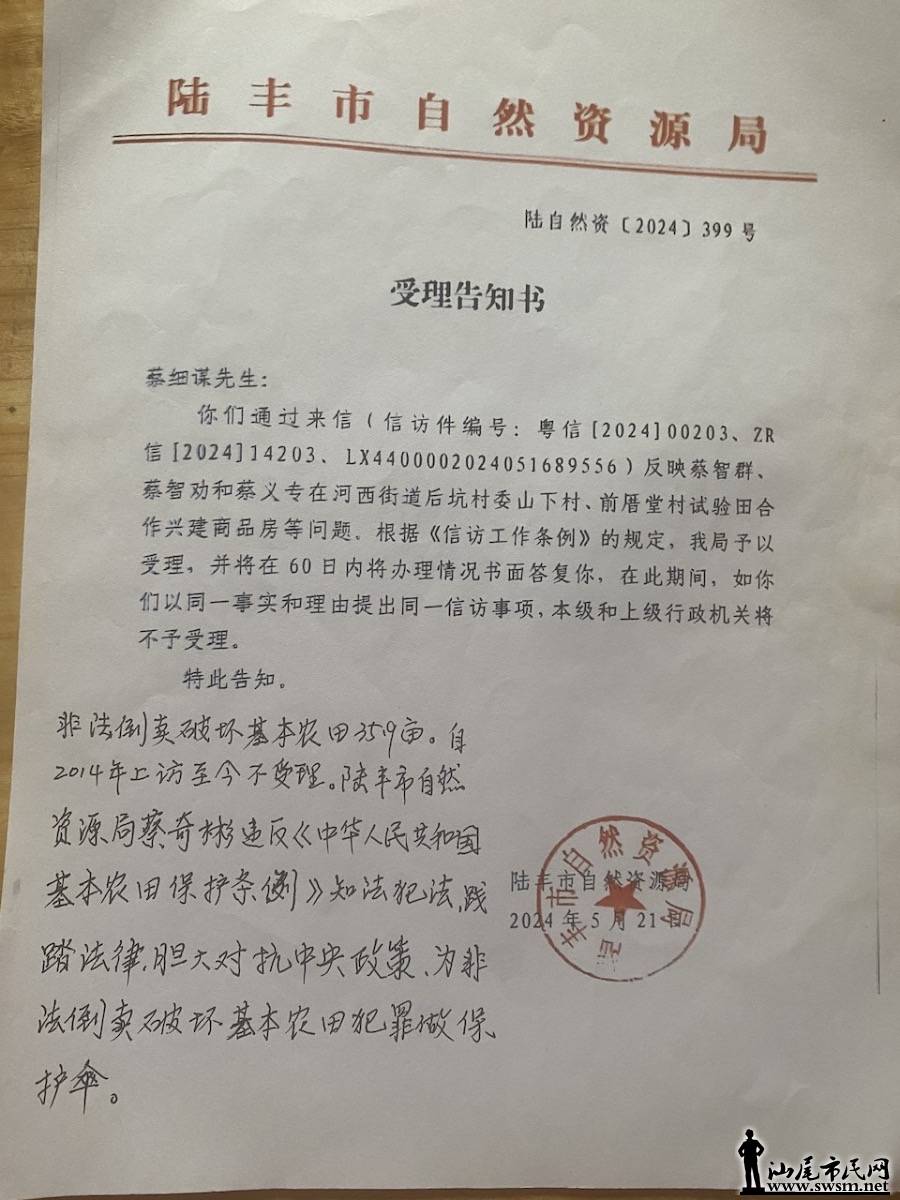 陆丰市自然资源局
陆自然资〔2024〕399号
受理告知书
蔡细谋先生：
你们通过来信（信访件编号：粤信[2024]00203、ZR
信[2024]14203、LX4400002024051689556）反映蔡智群、
蔡智劝和蔡义专在河西街道后坑村委山下村、前厝堂村试验田合
作兴建商品房等问题。根据《信访工作条例》的规定，我局予以
受理，并将在60日内将办理情况书面答复你，在此期间，如你
们以同一事实和理由提出同一信访事项，本级和上级行政机关将
不予受理。
特此告知。
非法倒卖破坏基本农田359亩。自
2014年上访至今不受理。陆丰市自然
资源局蔡奇彬违反《中华人民共和国
基本农田保护条例》知法犯法，践
踏法律，胆大对抗中央政策、为非
法倒卖破坏基本农田犯罪做保
护伞。
陆丰市自然资源局
2024年5月21
陆丰市自然资源局
汕尾市民网
www.swsm.net